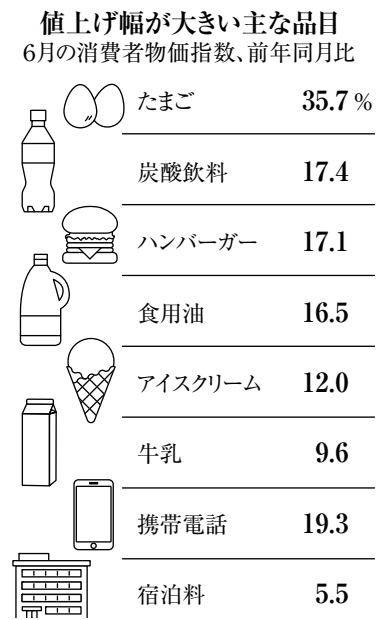 値上げ幅が大きい主な品目
6月の消費者物価指数、前年同月比
たまご 35.7%
炭酸飲料 17.4
ハンバーガー 17.1
食用油 16.5
アイスクリーム 12.0
牛乳 9.6
携帯電話 19.3
宿泊料 5.5